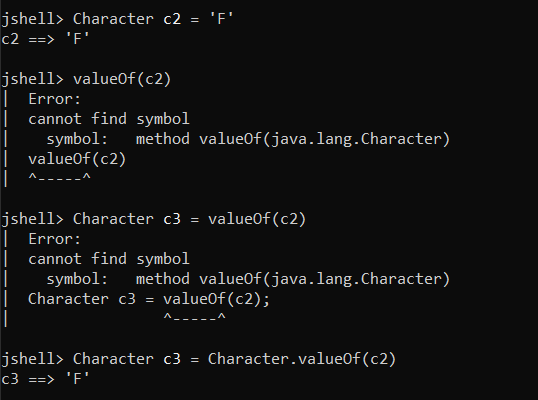 jshell> Character c2 = 'F'
c2 ==> 'F'
jshell> valueOf(c2)
|  Error:
|  cannot find symbol
|    symbol:   method valueOf(java.lang.Character)
|  valueOf(c2)
|  ^-----^
jshell> Character c3 = valueOf(c2)
|  Error:
|  cannot find symbol
|    symbol:   method valueOf(java.lang.Character)
|  Character c3 = valueOf(c2);
|                 ^-----^
jshell> Character c3 = Character.valueOf(c2)
c3 ==> 'F'